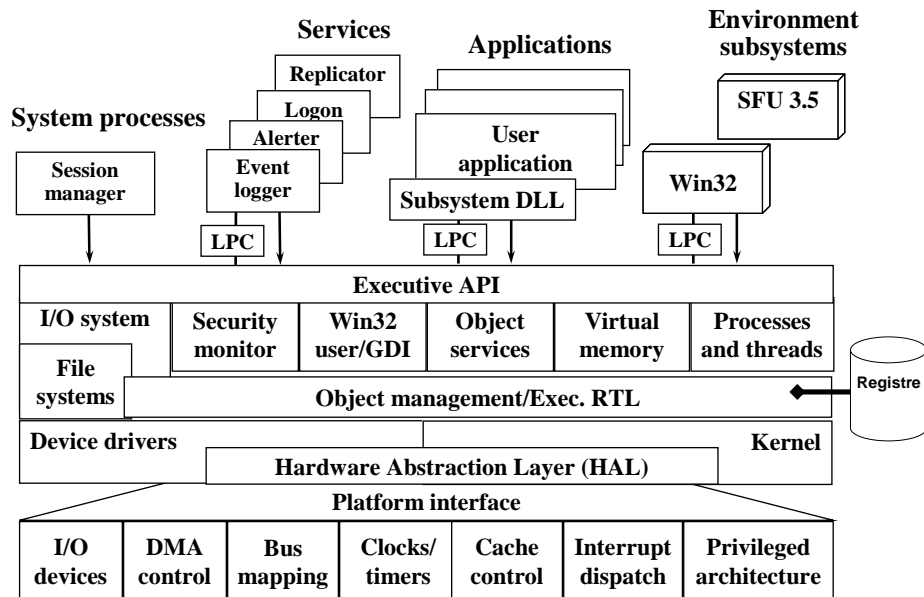 Services
Applications
Environment
subsystems
System processes
Replicator
Logon
Alerter
Event
logger
Session
manager
User
application
Subsystem DLL
SFU 3.5
Win32
LPC
LPC
LPC
Executive API
I/O system
Security
monitor
Win32
user/GDI
Object
services
Virtual
memory
Processes
and threads
File
systems
Object management/Exec. RTL
Registre
Device drivers
Kernel
Hardware Abstraction Layer (HAL)
Platform interface
I/O
devices
DMA
control
Bus
mapping
Clocks/
timers
Cache
control
Interrupt
dispatch
Privileged
architecture